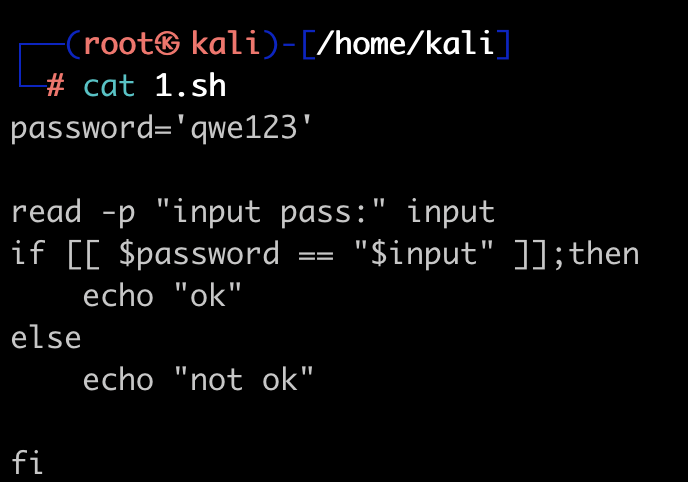 ┌──(root㉿kali)-[/home/kali]
└─# cat 1.sh
password='qwe123'

read -p "input pass:" input
if [[ $password == "$input" ]];then
    echo "ok"
else
    echo "not ok"

fi